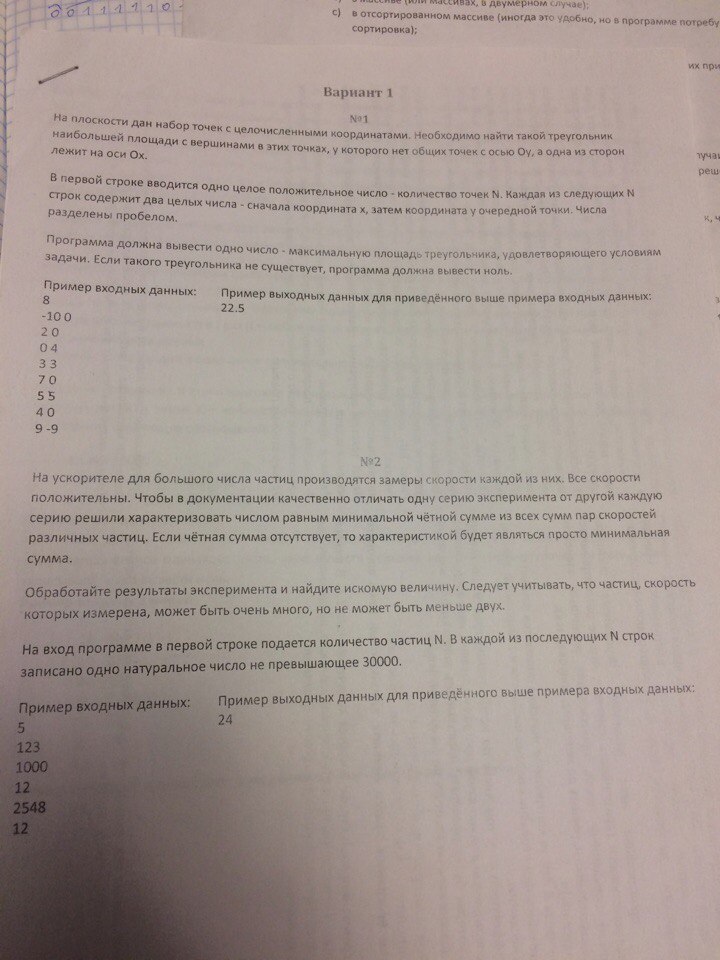 00111110
массиве (или массивах, в двумерном случае);
c) в отсортированном массиве (иногда это удобно, но в программе потребу
сортировка);
их при
Вариант 1
№1
На плоскости дан набор точек с целочисленными координатами. Необходимо найти такой треугольник
наибольшей площади с вершинами в этих точках, у которого нет общих точек с осью Оу, а одна из сторон
лежит на оси Ох.
В первой строке вводится одно целое положительное число - количество точек N. Каждая из следующих N
строк содержит два целых числа - сначала координата x, затем координата y очередной точки. Числа
разделены пробелом.
к, ч
Программа должна вывести одно число - максимальную площадь треугольника, удовлетворяющего условиям
задачи. Если такого треугольника не существует, программа должна вывести ноль.
Пример входных данных: Пример выходных данных для приведённого выше примера входных данных:
8 22.5
-10 0
2 0
0 4
3 3
7 0
5 5
4 0
9 -9
№2
На ускорителе для большого числа частиц производятся замеры скорости каждой из них. Все скорости
положительны. Чтобы в документации качественно отличать одну серию эксперимента от другой каждую
серию решили характеризовать числом равным минимальной чётной сумме из всех сумм пар скоростей
различных частиц. Если чётная сумма отсутствует, то характеристикой будет являться просто минимальная
сумма.
Обработайте результаты эксперимента и найдите искомую величину. Следует учитывать, что частиц, скорость
которых измерена, может быть очень много, но не может быть меньше двух.
На вход программе в первой строке подается количество частиц N. В каждой из последующих N строк
записано одно натуральное число не превышающее 30000.
Пример входных данных: Пример выходных данных для приведённого выше примера входных данных:
5 24
123
1000
12
2548
12